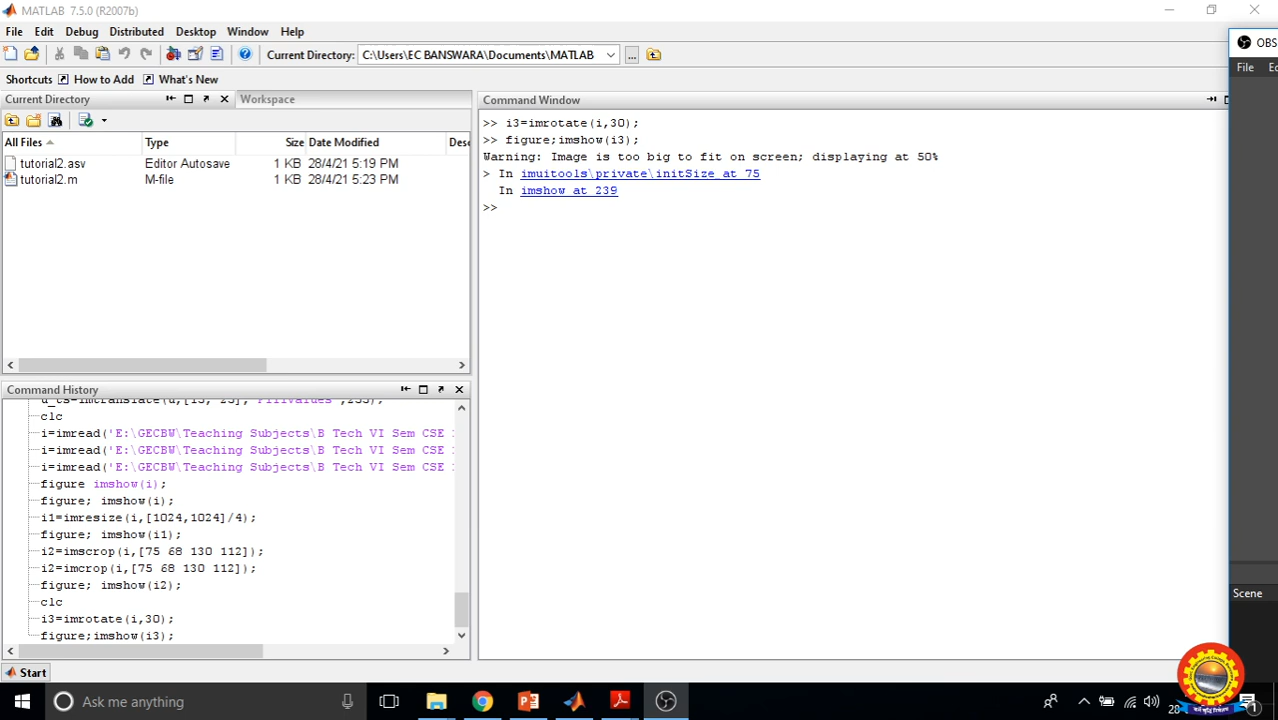 MATLAB 7.5.0 (R2007b)
File Edit Debug Distributed Desktop Window Help
Current Directory: C:\Users\EC BANSWARA\Documents\MATLAB ...
Shortcuts How to Add What's New
Current Directory
Workspace
All Files Type Size Date Modified Desc
tutorial2.asv Editor Autosave 1 KB 28/4/21 5:19 PM
tutorial2.m M-file 1 KB 28/4/21 5:23 PM
Command History
clc
i=imread('E:\GECBW\Teaching Subjects\B Tech VI Sem CSE
i=imread('E:\GECBW\Teaching Subjects\B Tech VI Sem CSE
i=imread('E:\GECBW\Teaching Subjects\B Tech VI Sem CSE
figure imshow(i);
figure; imshow(i);
i1=imresize(i,[1024,1024]/4);
figure; imshow(i1);
i2=imscrop(i,[75 68 130 112]);
i2=imcrop(i,[75 68 130 112]);
figure; imshow(i2);
clc
i3=imrotate(i,30);
figure;imshow(i3);
Command Window
>> i3=imrotate(i,30);
>> figure;imshow(i3);
Warning: Image is too big to fit on screen; displaying at 50%
> In imuitools\private\initSize at 75
In imshow at 239
>>
OBS
File Ed
Scene
Start
Ask me anything
28
1